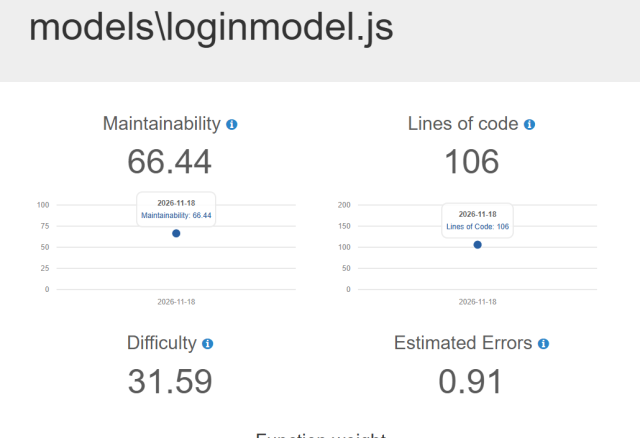 models\loginmodel.js
Maintainability
66.44
100
75
50
25
0
2026-11-18
Maintainability: 66.44
2026-11-18
Lines of code
106
200
150
100
50
0
2026-11-18
Lines of Code: 106
2026-11-18
Difficulty
31.59
Estimated Errors
0.91
Function weight